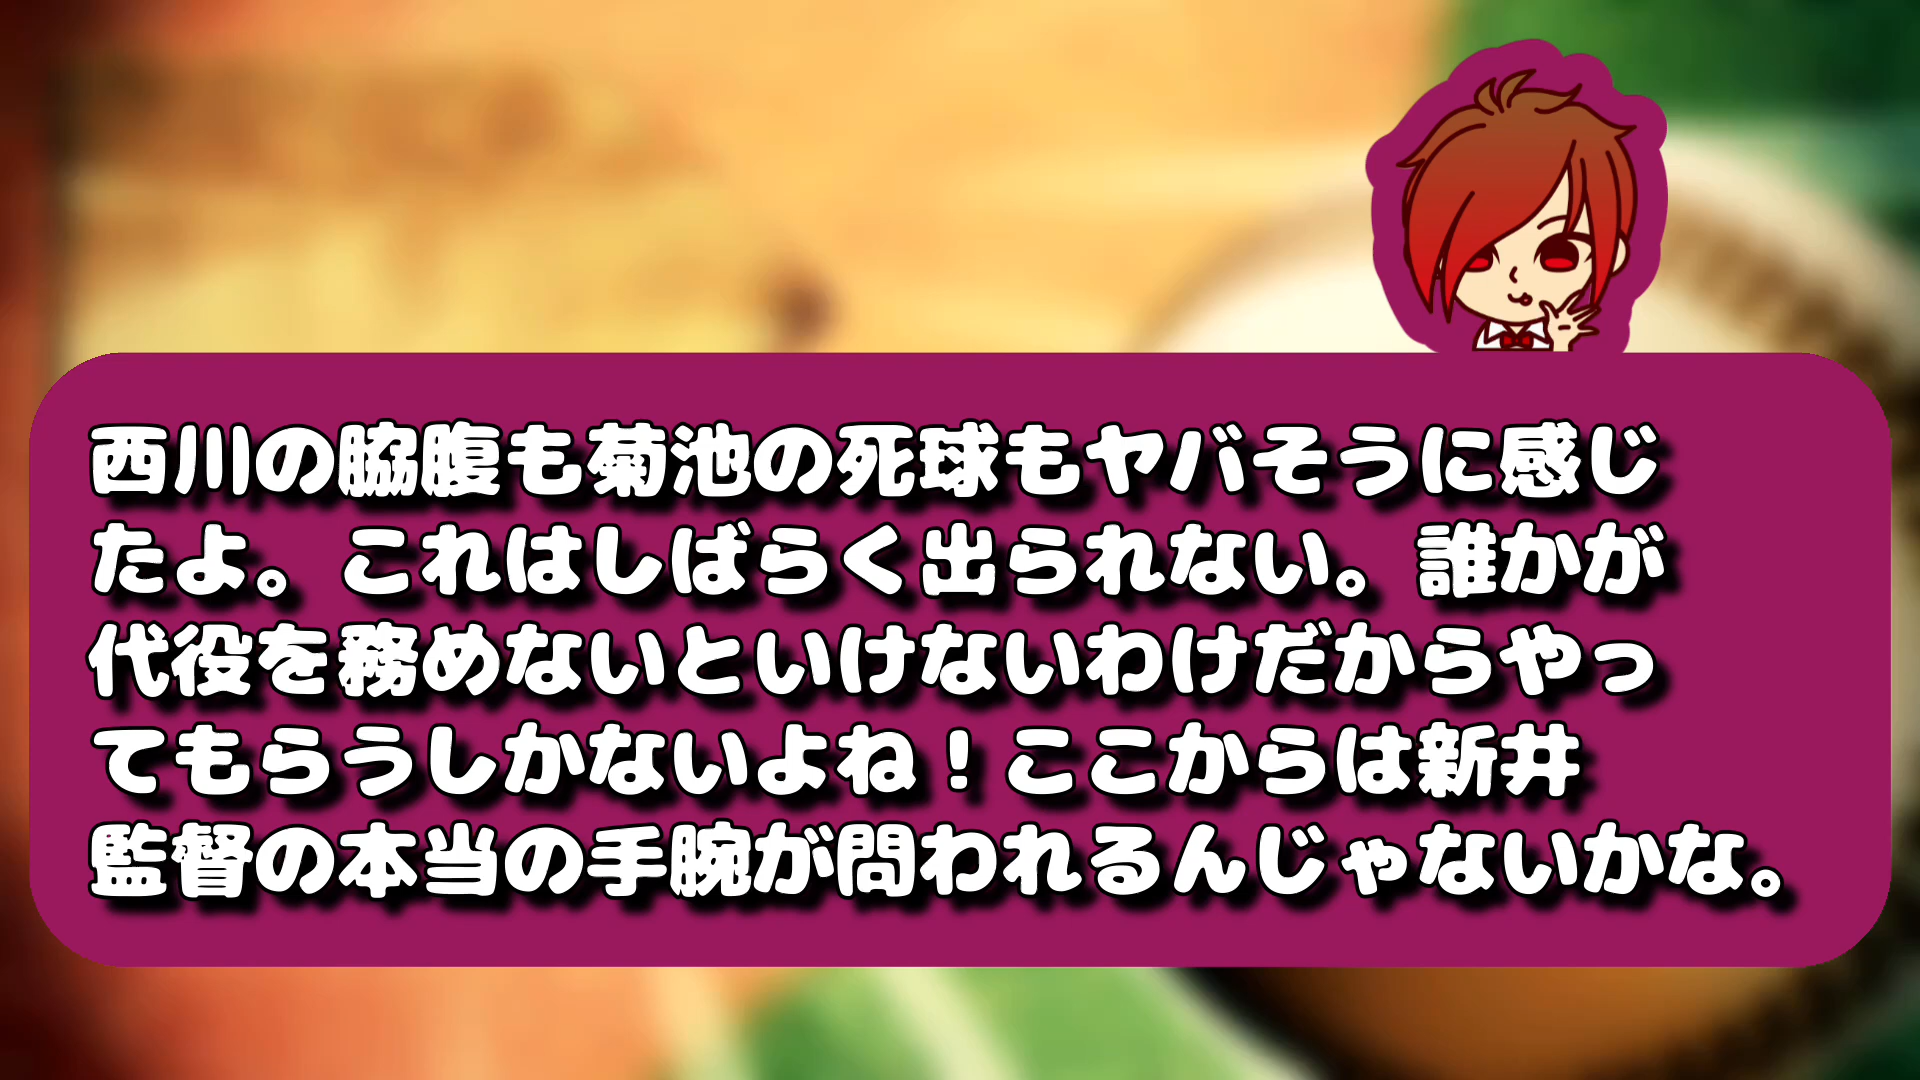 西川の脇腹も菊池の死球もヤバそうに感じ
たよ。これはしばらく出られない。誰かが
代役を務めないといけないわけだからやっ
てもらうしかないよね！ここからは新井
監督の本当の手腕が問われるんじゃないかな。